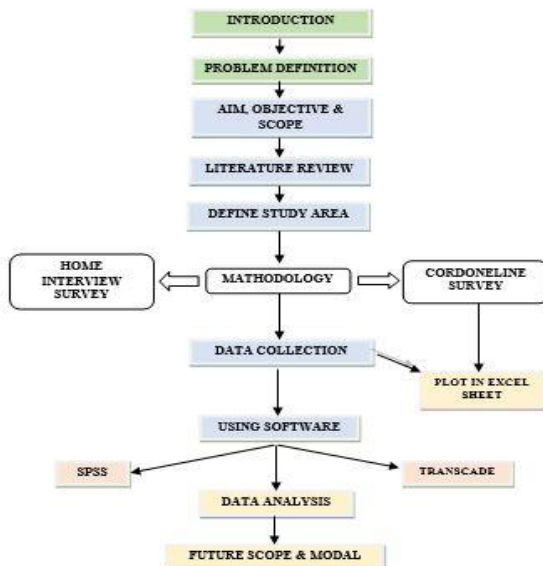 INTRODUCTION
PROBLEM DEFINITION
AIM, OBJECTIVE &
SCOPE
LITERATURE REVIEW
DEFINE STUDY AREA
HOME
INTERVIEW
SURVEY
MATHODOLOGY
CORDONELINE
SURVEY
DATA COLLECTION
PLOT IN EXCEL
SHEET
USING SOFTWARE
SPSS
TRANSCADE
DATA ANALYSIS
FUTURE SCOPE & MODAL